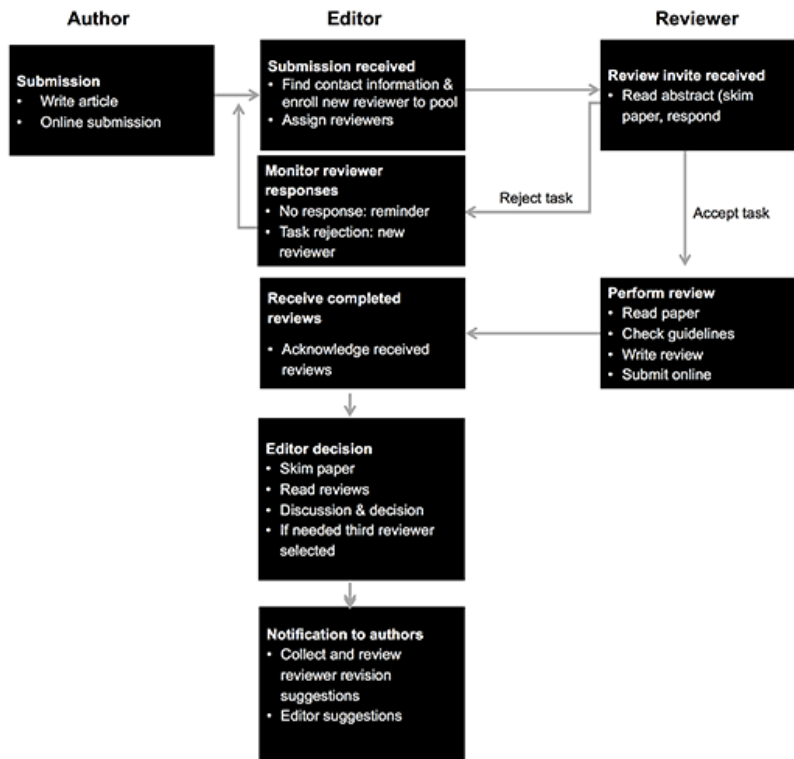 Author
Editor
Reviewer
Submission
• Write article
• Online submission
Submission received
• Find contact information &
enroll new reviewer to pool
• Assign reviewers
Review invite received
• Read abstract (skim
paper, respond
Monitor reviewer
responses
• No response: reminder
• Task rejection: new
reviewer
Reject task
Accept task
Receive completed
reviews
• Acknowledge received
reviews
Perform review
• Read paper
• Check guidelines
• Write review
• Submit online
Editor decision
• Skim paper
• Read reviews
• Discussion & decision
• If needed third reviewer
selected
Notification to authors
• Collect and review
reviewer revision
suggestions
• Editor suggestions